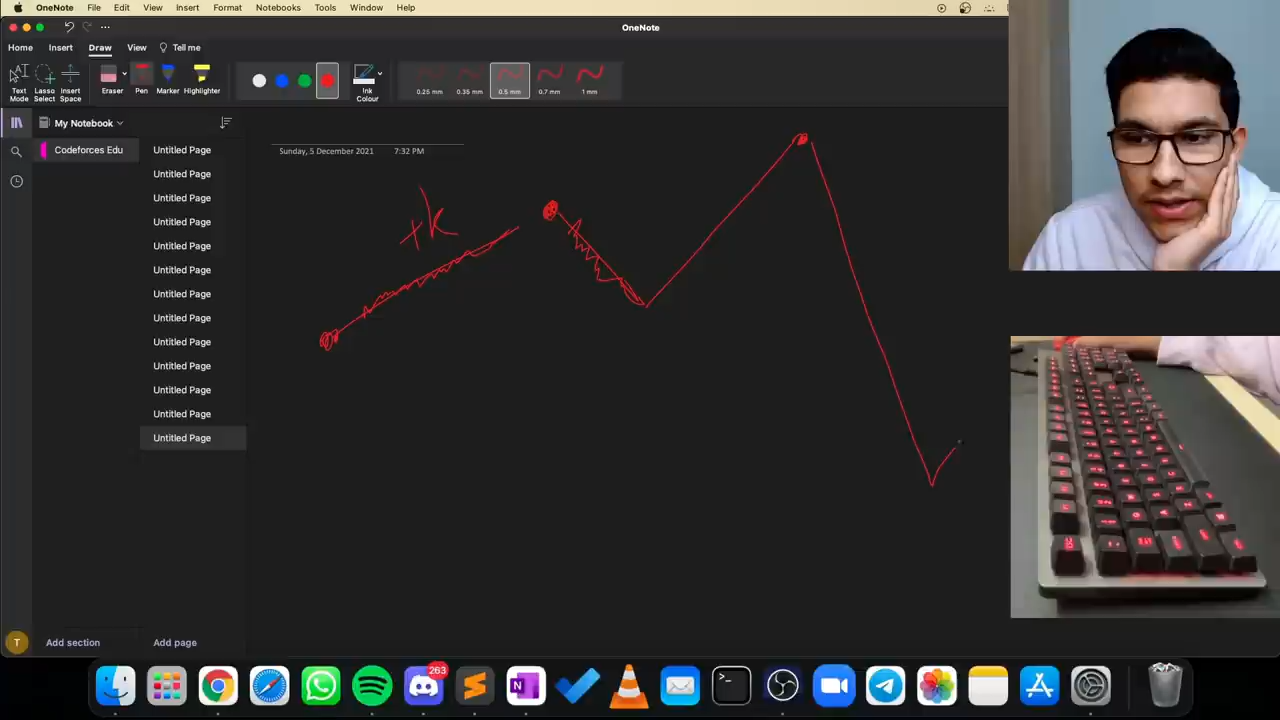 OneNote File Edit View Insert Format Notebooks Tools Window Help
OneNote
Home Insert Draw View Tell me
Text Mode
Lasso Select
Insert Space
Eraser
Pen
Marker
Highlighter
Ink Colour
0.25 mm 0.35 mm 0.5 mm 0.7 mm 1 mm
My Notebook
Codeforces Edu
Untitled Page
Untitled Page
Untitled Page
Untitled Page
Untitled Page
Untitled Page
Untitled Page
Untitled Page
Untitled Page
Untitled Page
Untitled Page
Untitled Page
Untitled Page
Sunday, 5 December 2021 7:32 PM
+k
T
Add section
Add page
263